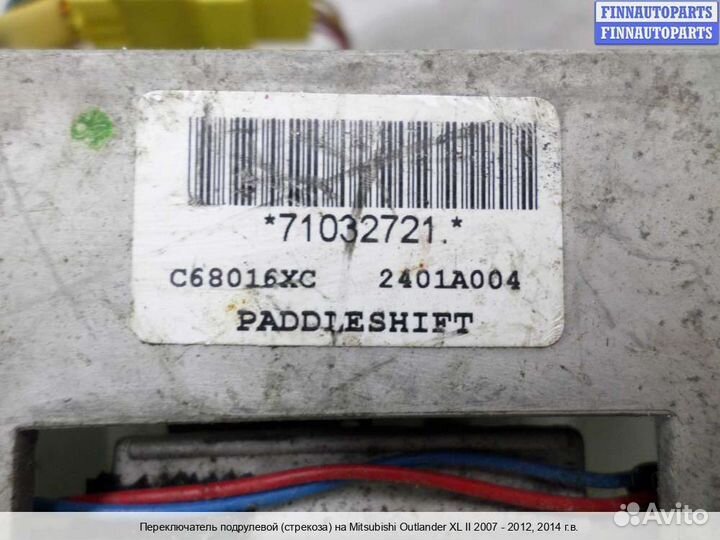 FINNAUTOPARTS
FINNAUTOPARTS
*71032721.*
C68016XC 2401A004
PADDLESHIFT
Avito
Переключатель подрулевой (стрекоза) на Mitsubishi Outlander XL II 2007 - 2012, 2014 г.в.